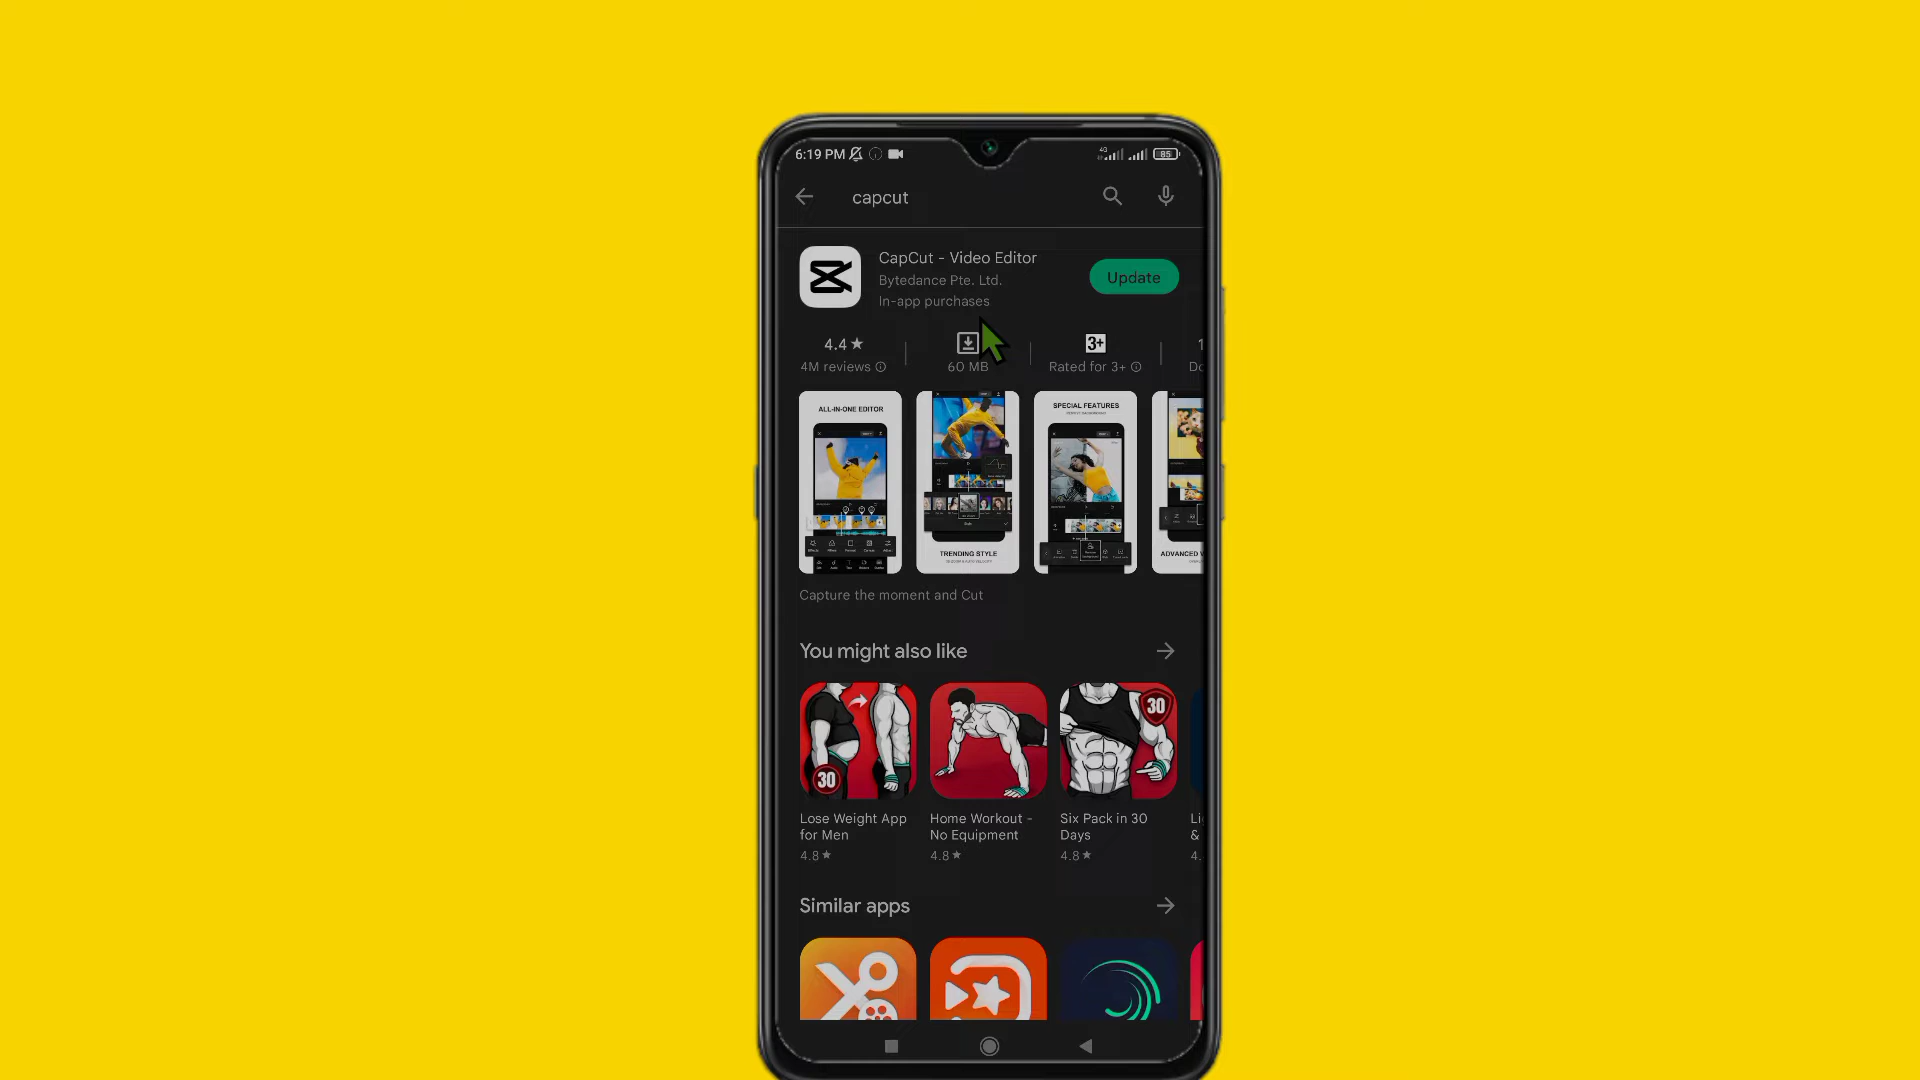 6:19 PM 4G 85
capcut
CapCut - Video Editor
Bytedance Pte. Ltd.
In-app purchases
Update
4.4★
4M reviews
60 MB
3+
Rated for 3+
ALL-IN-ONE EDITOR
TRENDING STYLE
SPECIAL FEATURES
Capture the moment and Cut
You might also like
30
30
Lose Weight App
for Men
4.8★
Home Workout -
No Equipment
4.8★
Six Pack in 30
Days
4.8★
Similar apps